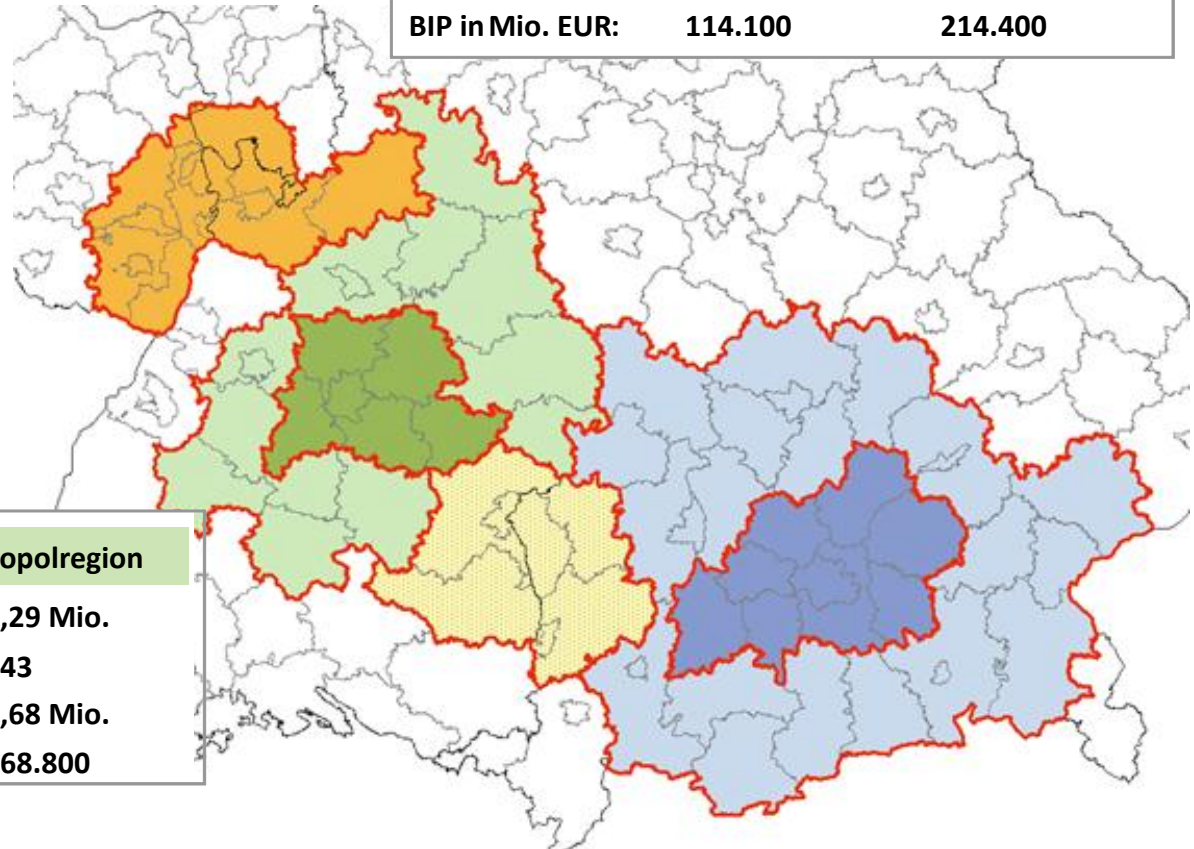 BIP in Mio. EUR: 114.100 214.400
opolregion
,29 Mio.
43
,68 Mio.
68.800